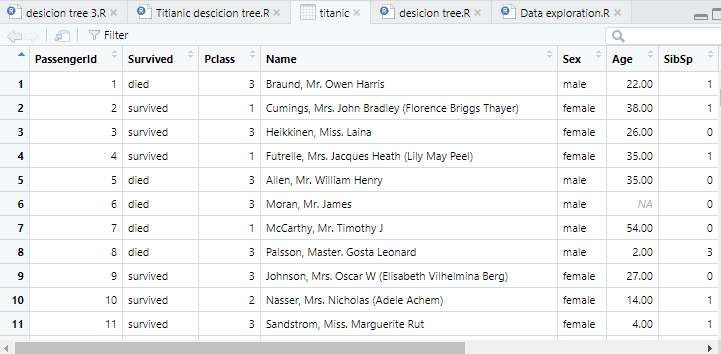 desicion tree 3.R Titianic descicion tree.R titanic desicion tree.R Data exploration.R
Filter
PassengerId Survived Pclass Name Sex Age SibSp
1 1 died 3 Braund, Mr. Owen Harris male 22.00 1
2 2 survived 1 Cumings, Mrs. John Bradley (Florence Briggs Thayer) female 38.00 1
3 3 survived 3 Heikkinen, Miss. Laina female 26.00 0
4 4 survived 1 Futrelle, Mrs. Jacques Heath (Lily May Peel) female 35.00 1
5 5 died 3 Allen, Mr. William Henry male 35.00 0
6 6 died 3 Moran, Mr. James male NA 0
7 7 died 1 McCarthy, Mr. Timothy J male 54.00 0
8 8 died 3 Palsson, Master. Gosta Leonard male 2.00 3
9 9 survived 3 Johnson, Mrs. Oscar W (Elisabeth Vilhelmina Berg) female 27.00 0
10 10 survived 2 Nasser, Mrs. Nicholas (Adele Achem) female 14.00 1
11 11 survived 3 Sandstrom, Miss. Marguerite Rut female 4.00 1